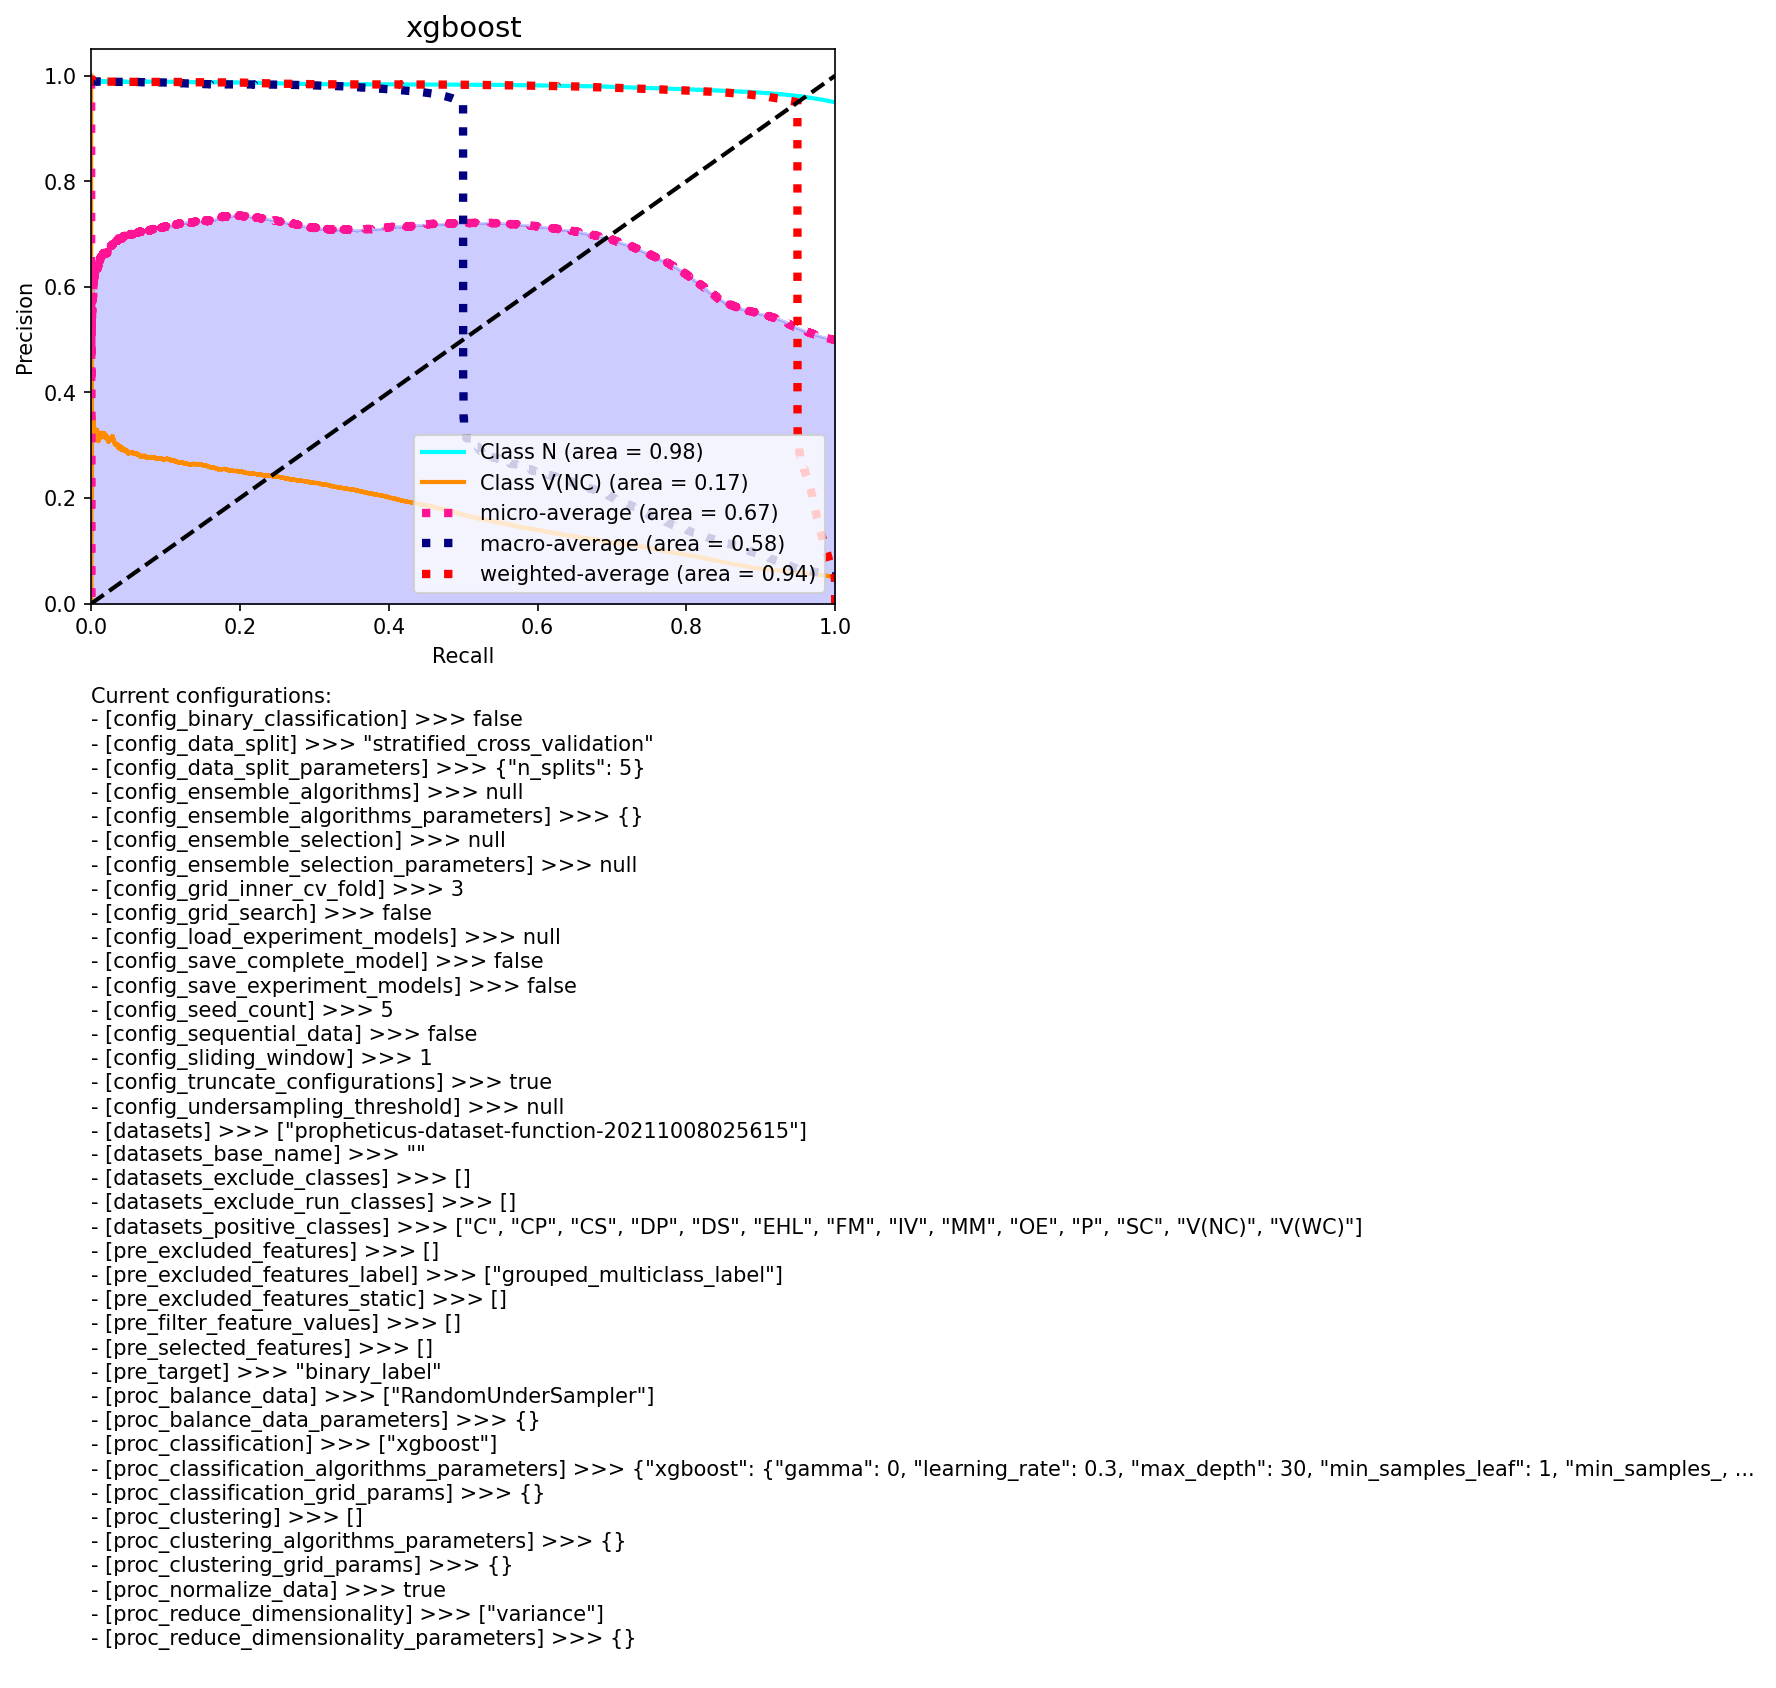 xgboost
1.0
0.8
0.6
0.4
0.2
0.0
Precision
0.0 0.2 0.4 0.6 0.8 1.0
Recall
Class N (area = 0.98)
Class V(NC) (area = 0.17)
micro-average (area = 0.67)
macro-average (area = 0.58)
weighted-average (area = 0.94)
Current configurations:
- [config_binary_classification] >>> false
- [config_data_split] >>> "stratified_cross_validation"
- [config_data_split_parameters] >>> {"n_splits": 5}
- [config_ensemble_algorithms] >>> null
- [config_ensemble_algorithms_parameters] >>> {}
- [config_ensemble_selection] >>> null
- [config_ensemble_selection_parameters] >>> null
- [config_grid_inner_cv_fold] >>> 3
- [config_grid_search] >>> false
- [config_load_experiment_models] >>> null
- [config_save_complete_model] >>> false
- [config_save_experiment_models] >>> false
- [config_seed_count] >>> 5
- [config_sequential_data] >>> false
- [config_sliding_window] >>> 1
- [config_truncate_configurations] >>> true
- [config_undersampling_threshold] >>> null
- [datasets] >>> ["propheticus-dataset-function-20211008025615"]
- [datasets_base_name] >>> ""
- [datasets_exclude_classes] >>> []
- [datasets_exclude_run_classes] >>> []
- [datasets_positive_classes] >>> ["C", "CP", "CS", "DP", "DS", "EHL", "FM", "IV", "MM", "OE", "P", "SC", "V(NC)", "V(WC)"]
- [pre_excluded_features] >>> []
- [pre_excluded_features_label] >>> ["grouped_multiclass_label"]
- [pre_excluded_features_static] >>> []
- [pre_filter_feature_values] >>> []
- [pre_selected_features] >>> []
- [pre_target] >>> "binary_label"
- [proc_balance_data] >>> ["RandomUnderSampler"]
- [proc_balance_data_parameters] >>> {}
- [proc_classification] >>> ["xgboost"]
- [proc_classification_algorithms_parameters] >>> {"xgboost": {"gamma": 0, "learning_rate": 0.3, "max_depth": 30, "min_samples_leaf": 1, "min_samples_, ...
- [proc_classification_grid_params] >>> {}
- [proc_clustering] >>> []
- [proc_clustering_algorithms_parameters] >>> {}
- [proc_clustering_grid_params] >>> {}
- [proc_normalize_data] >>> true
- [proc_reduce_dimensionality] >>> ["variance"]
- [proc_reduce_dimensionality_parameters] >>> {}